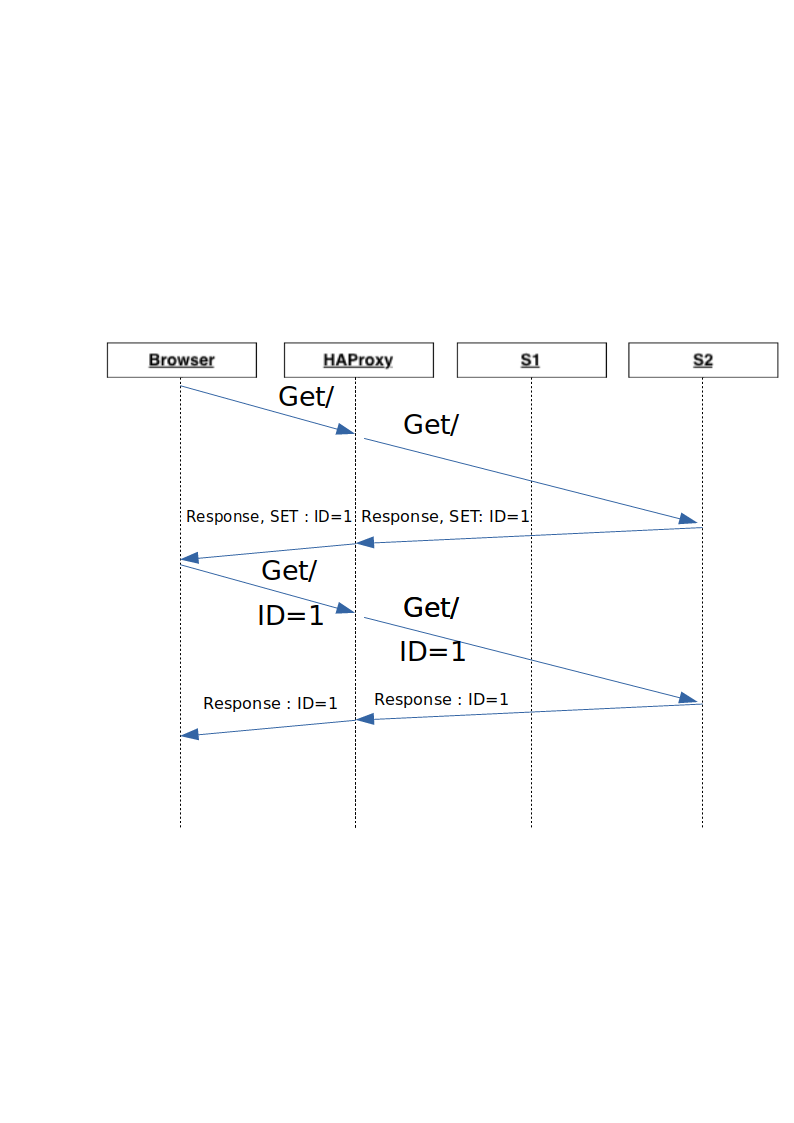 Browser
HAProxy
S1
S2
Get/
Get/
Response, SET : ID=1
Response, SET: ID=1
Get/
ID=1
Get/
ID=1
Response : ID=1
Response : ID=1